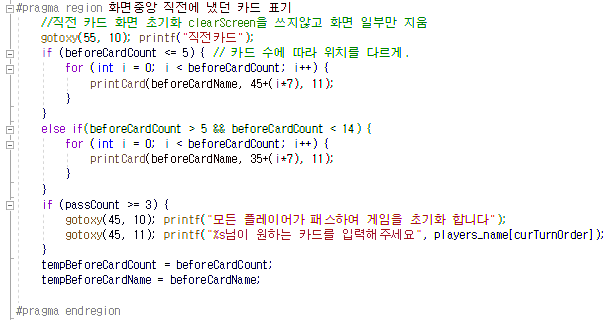 #pragma region 화면중앙 직전에 냈던 카드 표기
//직전 카드 화면 초기화 clearScreen을 쓰지않고 화면 일부만 지움
gotoxy(55, 10); printf("직전카드");
if (beforeCardCount <= 5) { // 카드 수에 따라 위치를 다르게.
for (int i = 0; i < beforeCardCount; i++) {
printCard(beforeCardName, 45+(i*7), 11);
}
}
else if(beforeCardCount > 5 && beforeCardCount < 14) {
for (int i = 0; i < beforeCardCount; i++) {
printCard(beforeCardName, 35+(i*7), 11);
}
}
if (passCount >= 3) {
gotoxy(45, 10); printf("모든 플레이어가 패스하여 게임을 초기화 합니다");
gotoxy(45, 11); printf("%s님이 원하는 카드를 입력해주세요", players_name[curTurnOrder]);
}
tempBeforeCardCount = beforeCardCount;
tempBeforeCardName = beforeCardName;
#pragma endregion